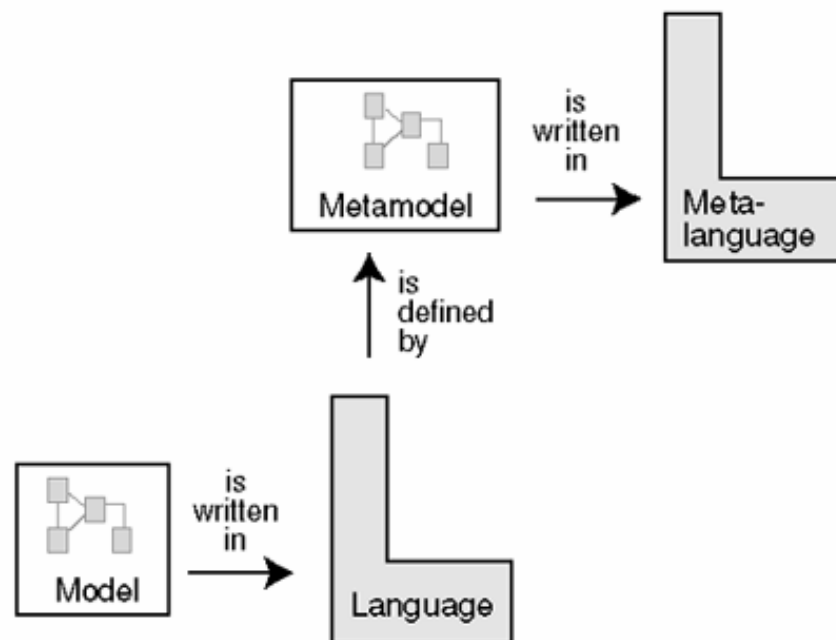 is
written
in
Metamodel
Meta-
language
is
defined
by
is
written
in
Model
Language